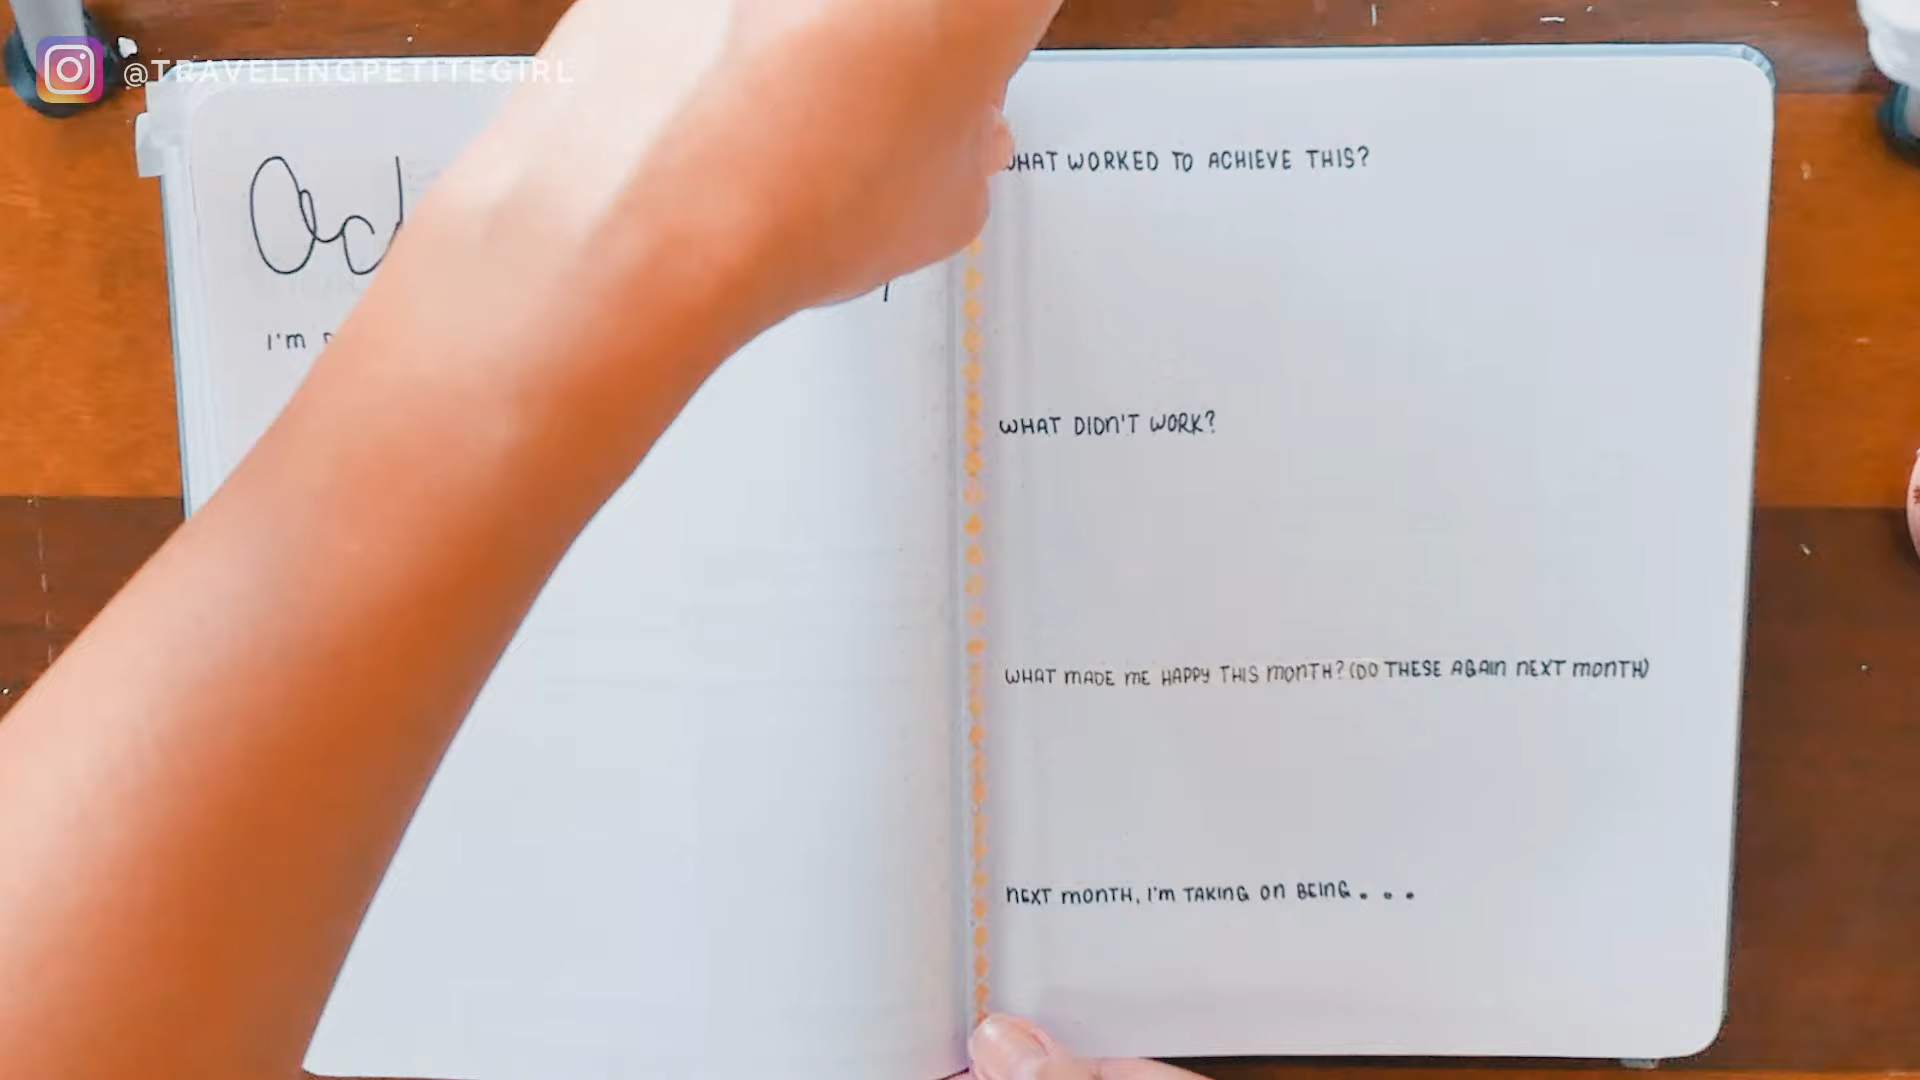 @TRAVELINGPETITEGIRL
I'm
WHAT WORKED TO ACHIEVE THIS?
WHAT DIDN'T WORK?
WHAT MADE ME HAPPY THIS MONTH? (DO THESE AGAIN NEXT MONTH)
NEXT MONTH, I'M TAKING ON BEING . . .